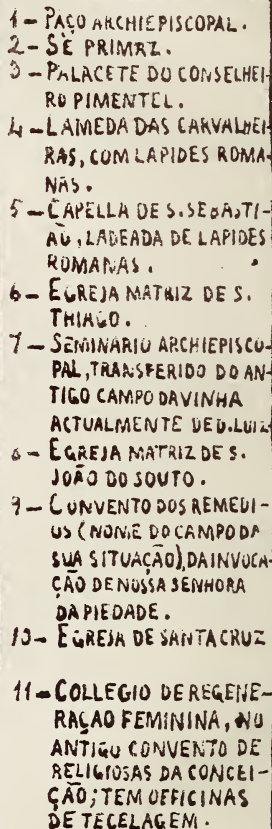 1 – PAÇO ARCHIEPISCOPAL.
2 – SÉ PRIMAZ.
3 – PALACETE DO CONSELHEI-
RO PIMENTEL.
4 – LAMEDA DAS CARVALHEI-
RAS, COM LAPIDES ROMA-
NAS.
5 – CAPELLA DE S. SEBASTI-
ÃO, LADEADA DE LAPIDES
ROMANAS.
6 – EGREJA MATRIZ DE S.
THIAGO.
7 – SEMINARIO ARCHIEPISCO-
PAL, TRANSFERIDO DO AN-
TIGO CAMPO DA VINHA
ACTUALMENTE DE D. LUIZ
8 – EGREJA MATRIZ DE S.
JOÃO DO SOUTO.
9 – CONVENTO DOS REMEDI-
OS (NOME DO CAMPO DA
SUA SITUAÇÃO), DA INVOCA-
ÇÃO DE NOSSA SENHORA
DA PIEDADE.
10 – EGREJA DE SANTA CRUZ
11 – COLLEGIO DE REGENE-
RAÇAO FEMININA, NO
ANTIGO CONVENTO DE
RELIGIOSAS DA CONCEI-
ÇÃO; TEM OFFICINAS
DE TECELAGEM.